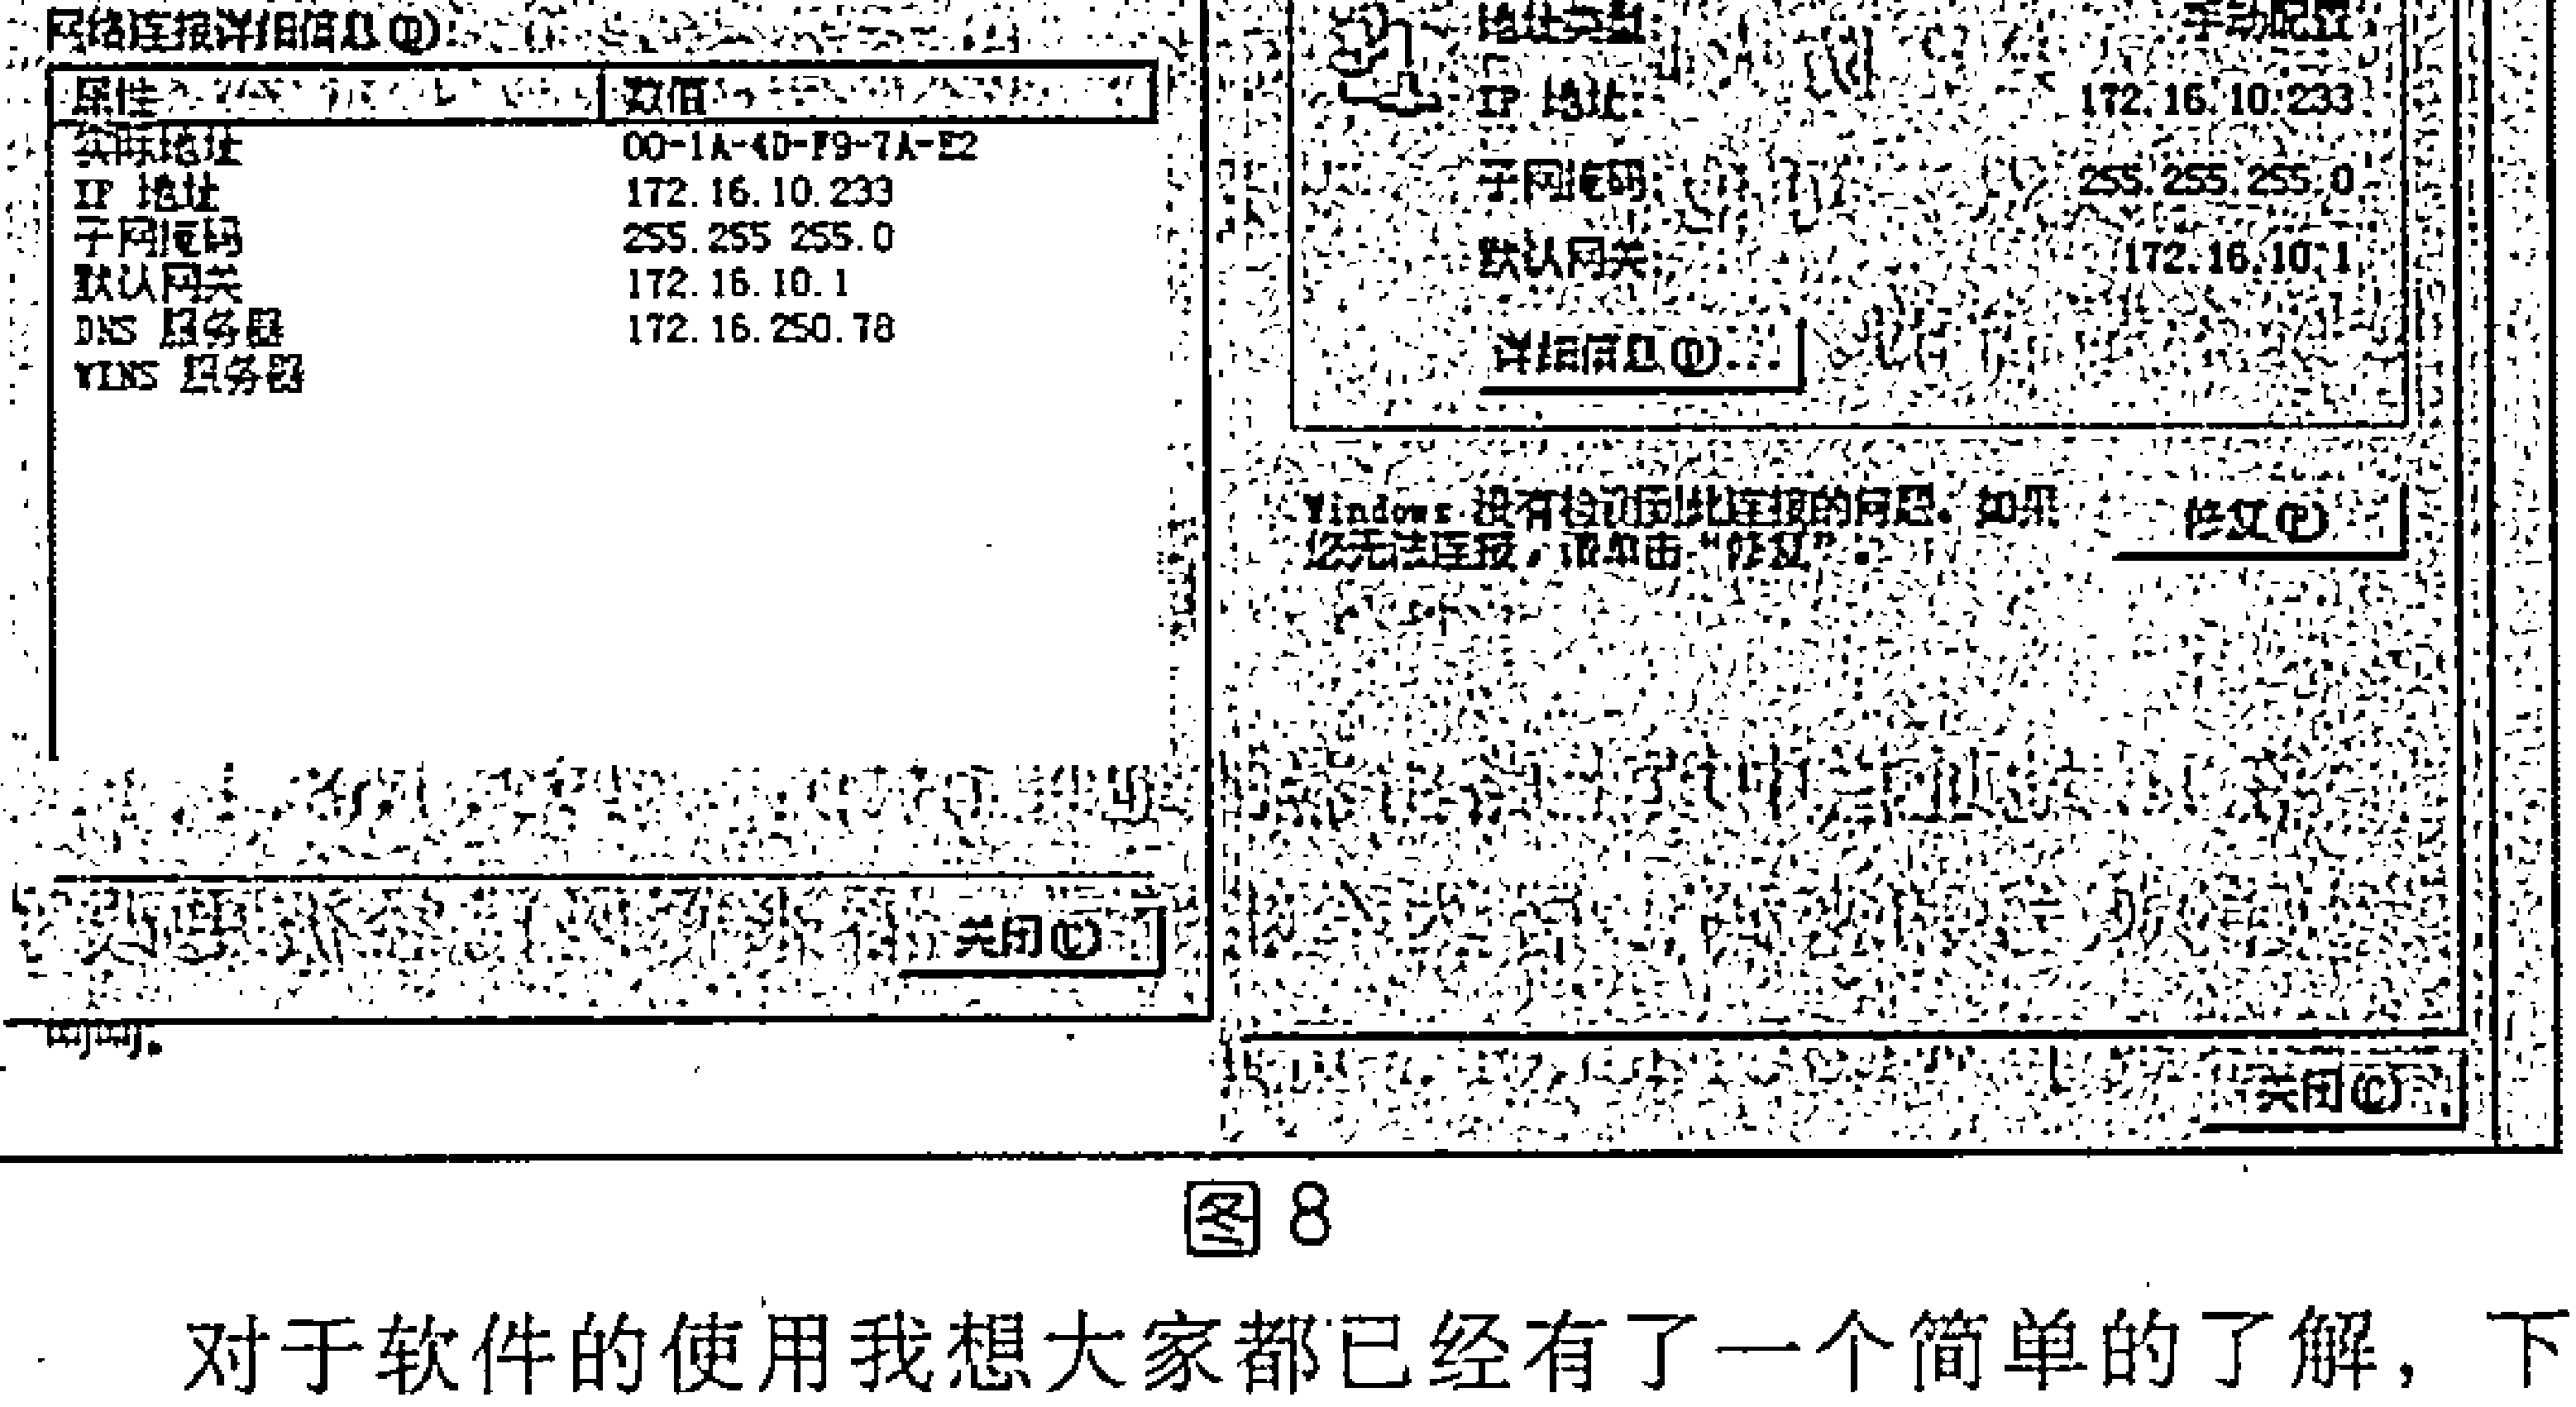 网络连接详细信息(D):
属性 数值
实际地址 00-1A-4D-F9-7A-E2
IP 地址 172.16.10.233
子网掩码 255.255 255.0
默认网关 172.16.10.1
DNS 服务器 172.16.250.78
WINS 服务器
关闭(C)
地址类型: 手动配置
IP 地址: 172.16.10.233
子网掩码: 255.255.255.0
默认网关: 172.16.10.1
详细信息(D)...
Windows 没有检测到此连接的问题。如果
您无法连接，请单击“修复”。
修复(P)
关闭(C)
图 8
对于软件的使用我想大家都已经有了一个简单的了解，下